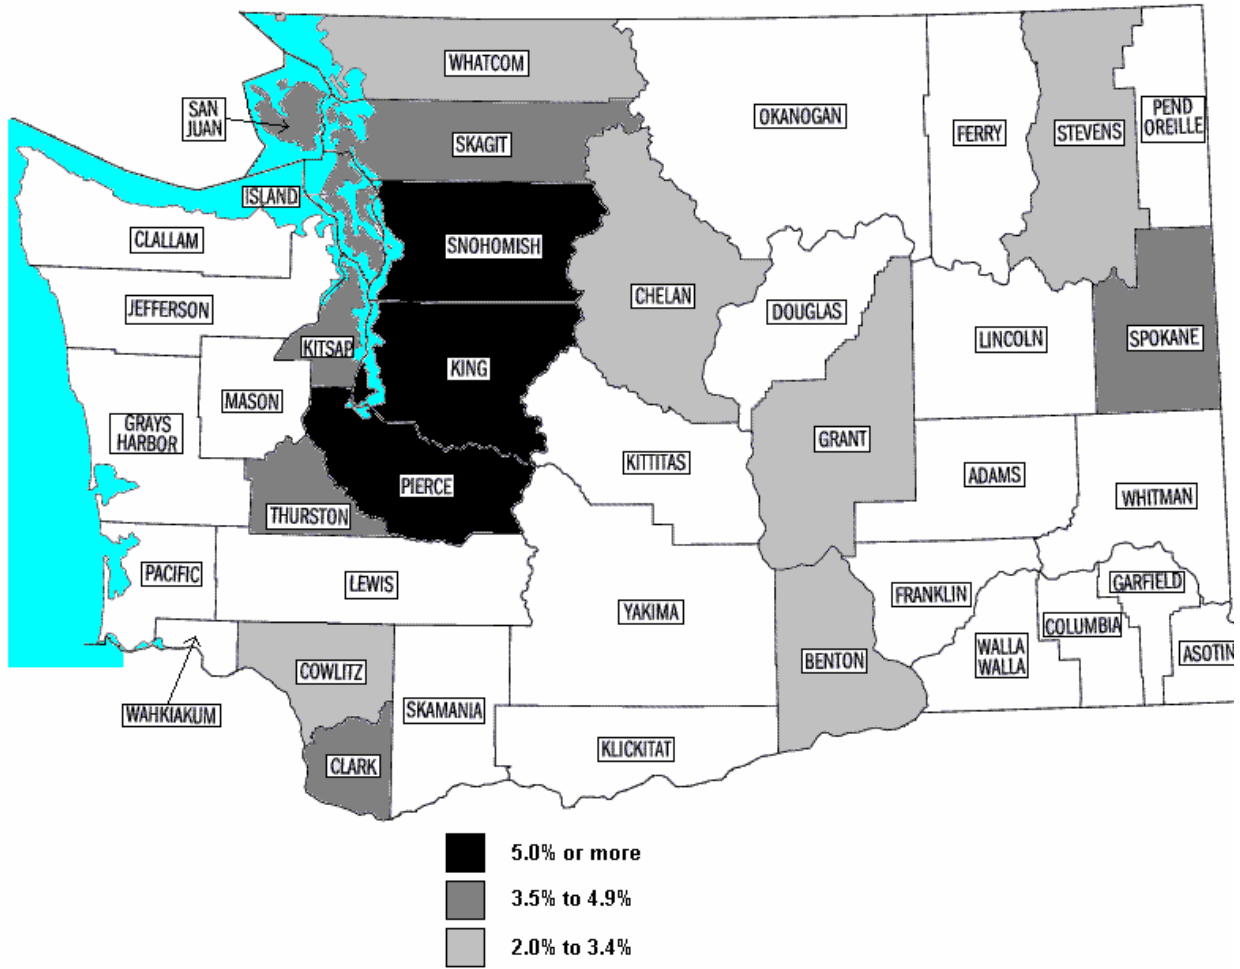 WHATCOM
SAN
JUAN
SKAGIT
OKANOGAN
FERRY
STEVENS
PEND
OREILLE
ISLAND
CLALLAM
SNOHOMISH
CHELAN
JEFFERSON
DOUGLAS
KITSAP
LINCOLN
SPOKANE
KING
MASON
GRAYS
HARBOR
GRANT
KITTITAS
ADAMS
PIERCE
WHITMAN
THURSTON
PACIFIC
LEWIS
YAKIMA
FRANKLIN
GARFIELD
COLUMBIA
WALLA
WALLA
ASOTIN
BENTON
COWLITZ
WAHKIAKUM
SKAMANIA
KLICKITAT
CLARK
5.0% or more
3.5% to 4.9%
2.0% to 3.4%